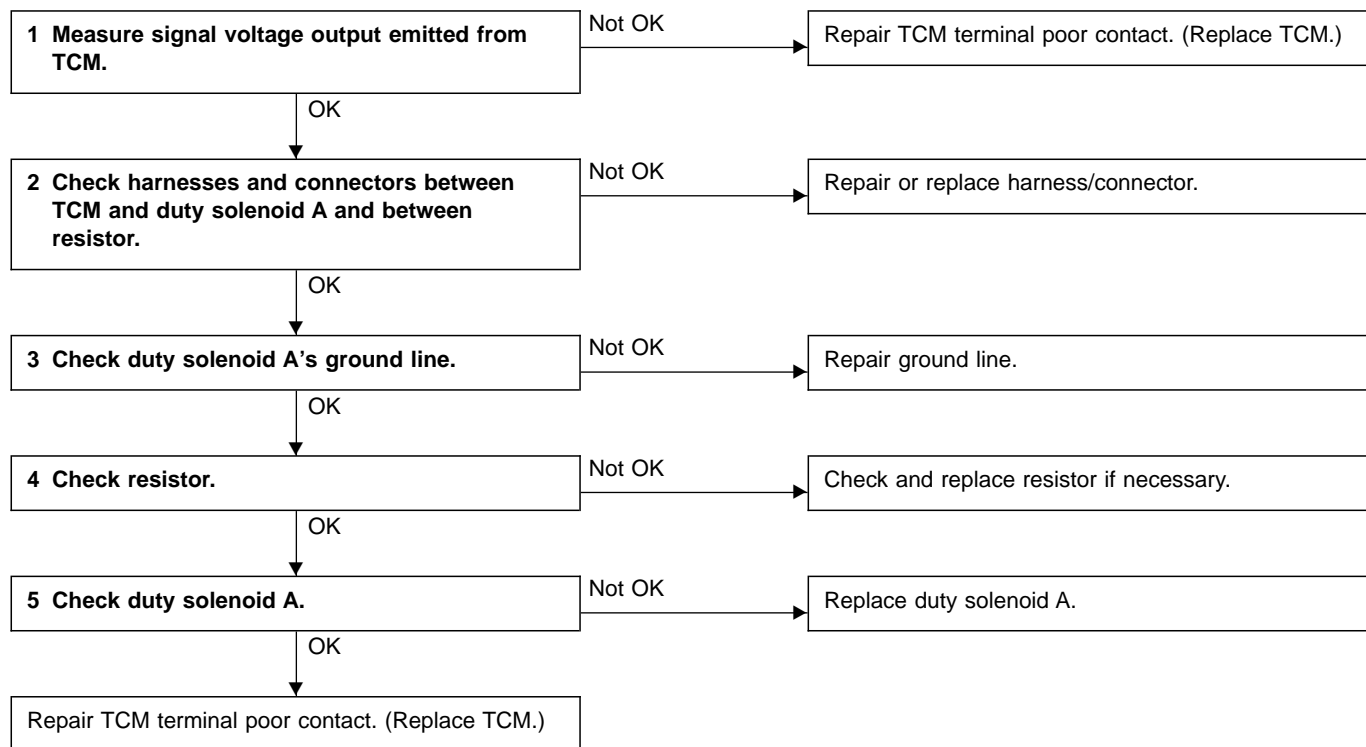 1 Measure signal voltage output emitted from
TCM.
Not OK
Repair TCM terminal poor contact. (Replace TCM.)
OK
2 Check harnesses and connectors between
TCM and duty solenoid A and between
resistor.
Not OK
Repair or replace harness/connector.
OK
3 Check duty solenoid A’s ground line.
Not OK
Repair ground line.
OK
4 Check resistor.
Not OK
Check and replace resistor if necessary.
OK
5 Check duty solenoid A.
Not OK
Replace duty solenoid A.
OK
Repair TCM terminal poor contact. (Replace TCM.)